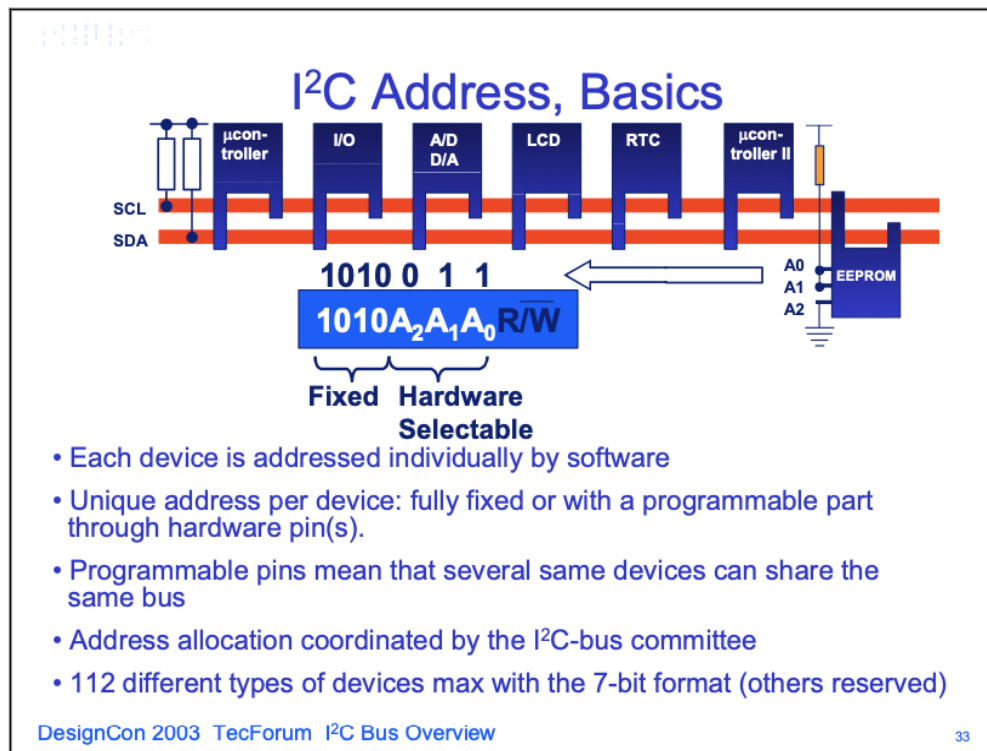 I²C Address, Basics
µcon-
troller
I/O
A/D
D/A
LCD
RTC
µcon-
troller II
SCL
SDA
A0
A1
A2
EEPROM
1010 0 1 1
1010A₂A₁A₀R/W̅
Fixed
Hardware
Selectable
• Each device is addressed individually by software
• Unique address per device: fully fixed or with a programmable part
through hardware pin(s).
• Programmable pins mean that several same devices can share the
same bus
• Address allocation coordinated by the I²C-bus committee
• 112 different types of devices max with the 7-bit format (others reserved)
DesignCon 2003 TecForum I²C Bus Overview
33